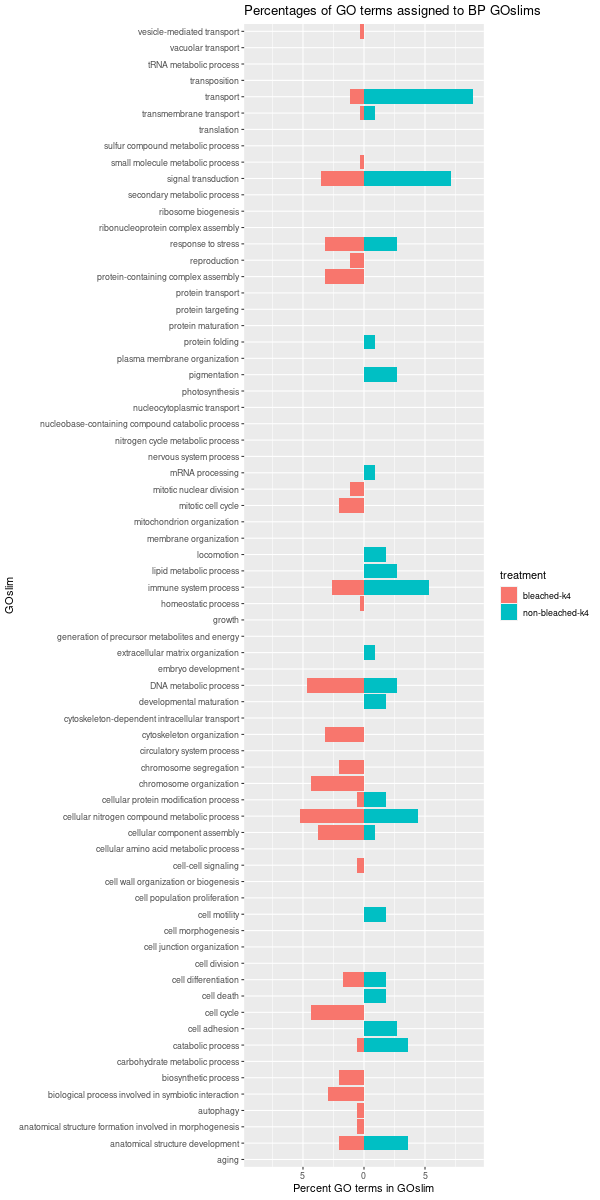 Percentages of GO terms assigned to BP GOslims
vesicle-mediated transport
vacuolar transport
tRNA metabolic process
transposition
transport
transmembrane transport
translation
sulfur compound metabolic process
small molecule metabolic process
signal transduction
secondary metabolic process
ribosome biogenesis
ribonucleoprotein complex assembly
response to stress
reproduction
protein-containing complex assembly
protein transport
protein targeting
protein maturation
protein folding
plasma membrane organization
pigmentation
photosynthesis
nucleocytoplasmic transport
nucleobase-containing compound catabolic process
nitrogen cycle metabolic process
nervous system process
mRNA processing
mitotic nuclear division
mitotic cell cycle
mitochondrion organization
membrane organization
locomotion
lipid metabolic process
immune system process
homeostatic process
growth
generation of precursor metabolites and energy
extracellular matrix organization
embryo development
DNA metabolic process
developmental maturation
cytoskeleton-dependent intracellular transport
cytoskeleton organization
circulatory system process
chromosome segregation
chromosome organization
cellular protein modification process
cellular nitrogen compound metabolic process
cellular component assembly
cellular amino acid metabolic process
cell-cell signaling
cell wall organization or biogenesis
cell population proliferation
cell motility
cell morphogenesis
cell junction organization
cell division
cell differentiation
cell death
cell cycle
cell adhesion
catabolic process
carbohydrate metabolic process
biosynthetic process
biological process involved in symbiotic interaction
autophagy
anatomical structure formation involved in morphogenesis
anatomical structure development
aging
GOslim
5 0 5
Percent GO terms in GOslim
treatment
bleached-k4
non-bleached-k4